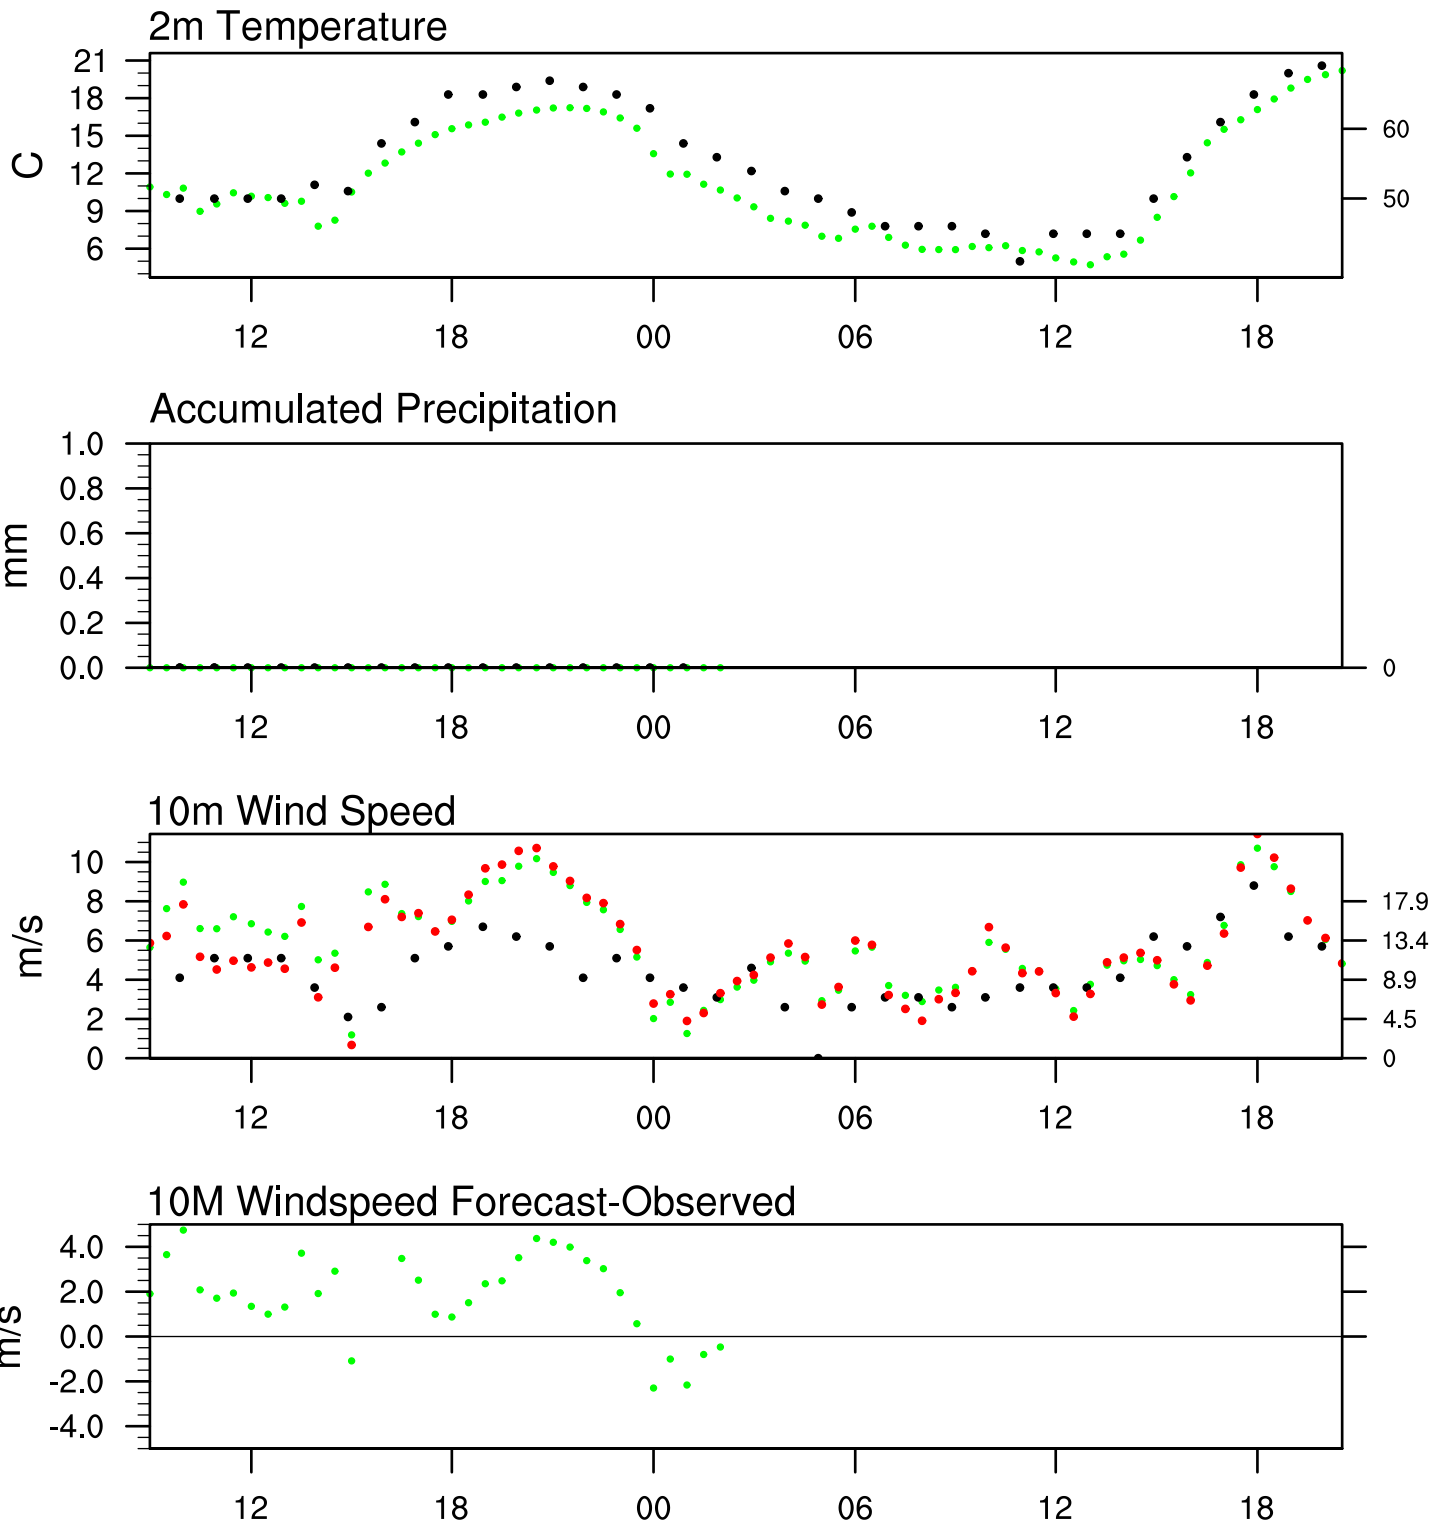 2m Temperature
21
18
15
12
9
6
C
60
50
12 18 00 06 12 18
Accumulated Precipitation
1.0
0.8
0.6
0.4
0.2
0.0
mm
0
12 18 00 06 12 18
10m Wind Speed
10
8
6
4
2
0
m/s
17.9
13.4
8.9
4.5
0
12 18 00 06 12 18
10M Windspeed Forecast-Observed
4.0
2.0
0.0
-2.0
-4.0
m/s
12 18 00 06 12 18